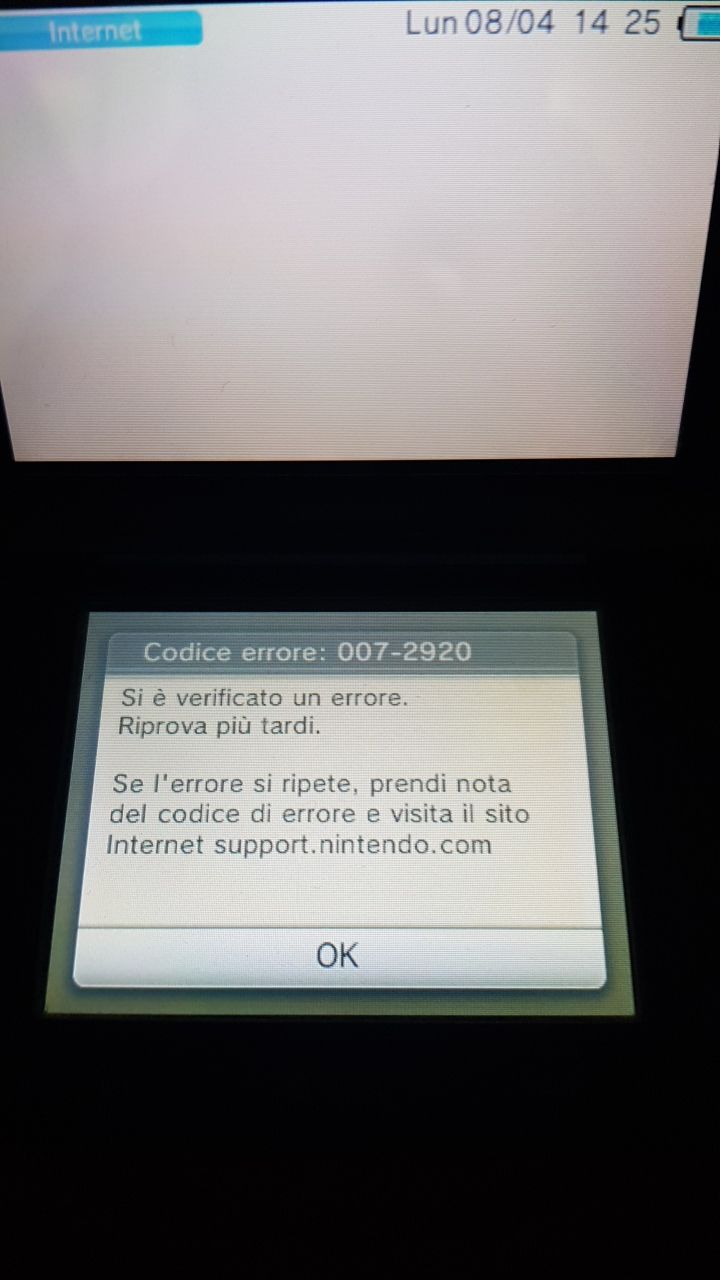 Internet
Lun 08/04 14 25
Codice errore: 007-2920
Si è verificato un errore.
Riprova più tardi.
Se l'errore si ripete, prendi nota
del codice di errore e visita il sito
Internet support.nintendo.com
OK